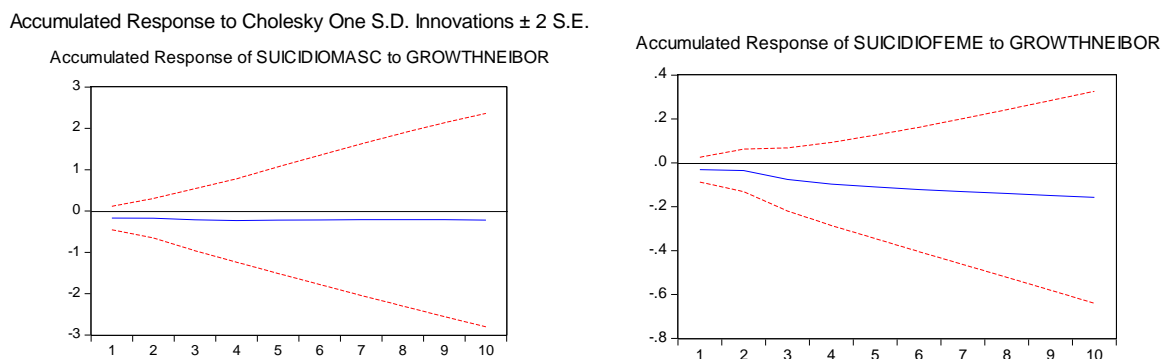 Accumulated Response to Cholesky One S.D. Innovations ± 2 S.E.
Accumulated Response of SUICIDIOMASC to GROWTHNEIBOR
3
2
1
0
-1
-2
-3
1 2 3 4 5 6 7 8 9 10
Accumulated Response of SUICIDIOFEME to GROWTHNEIBOR
.4
.2
.0
-.2
-.4
-.6
-.8
1 2 3 4 5 6 7 8 9 10